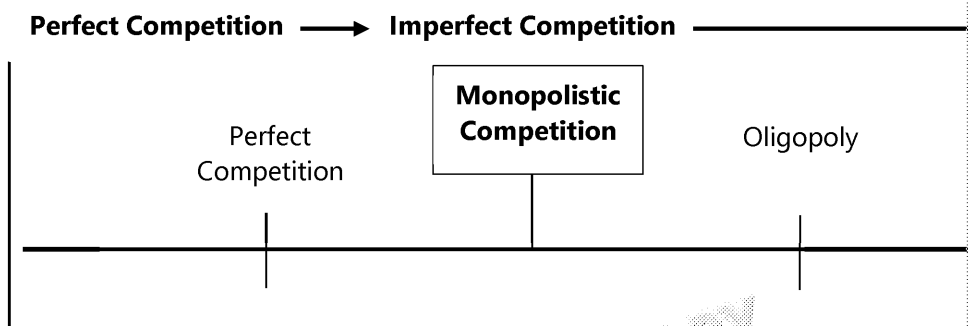 Perfect Competition Imperfect Competition
Monopolistic
Competition
Perfect
Competition
Oligopoly